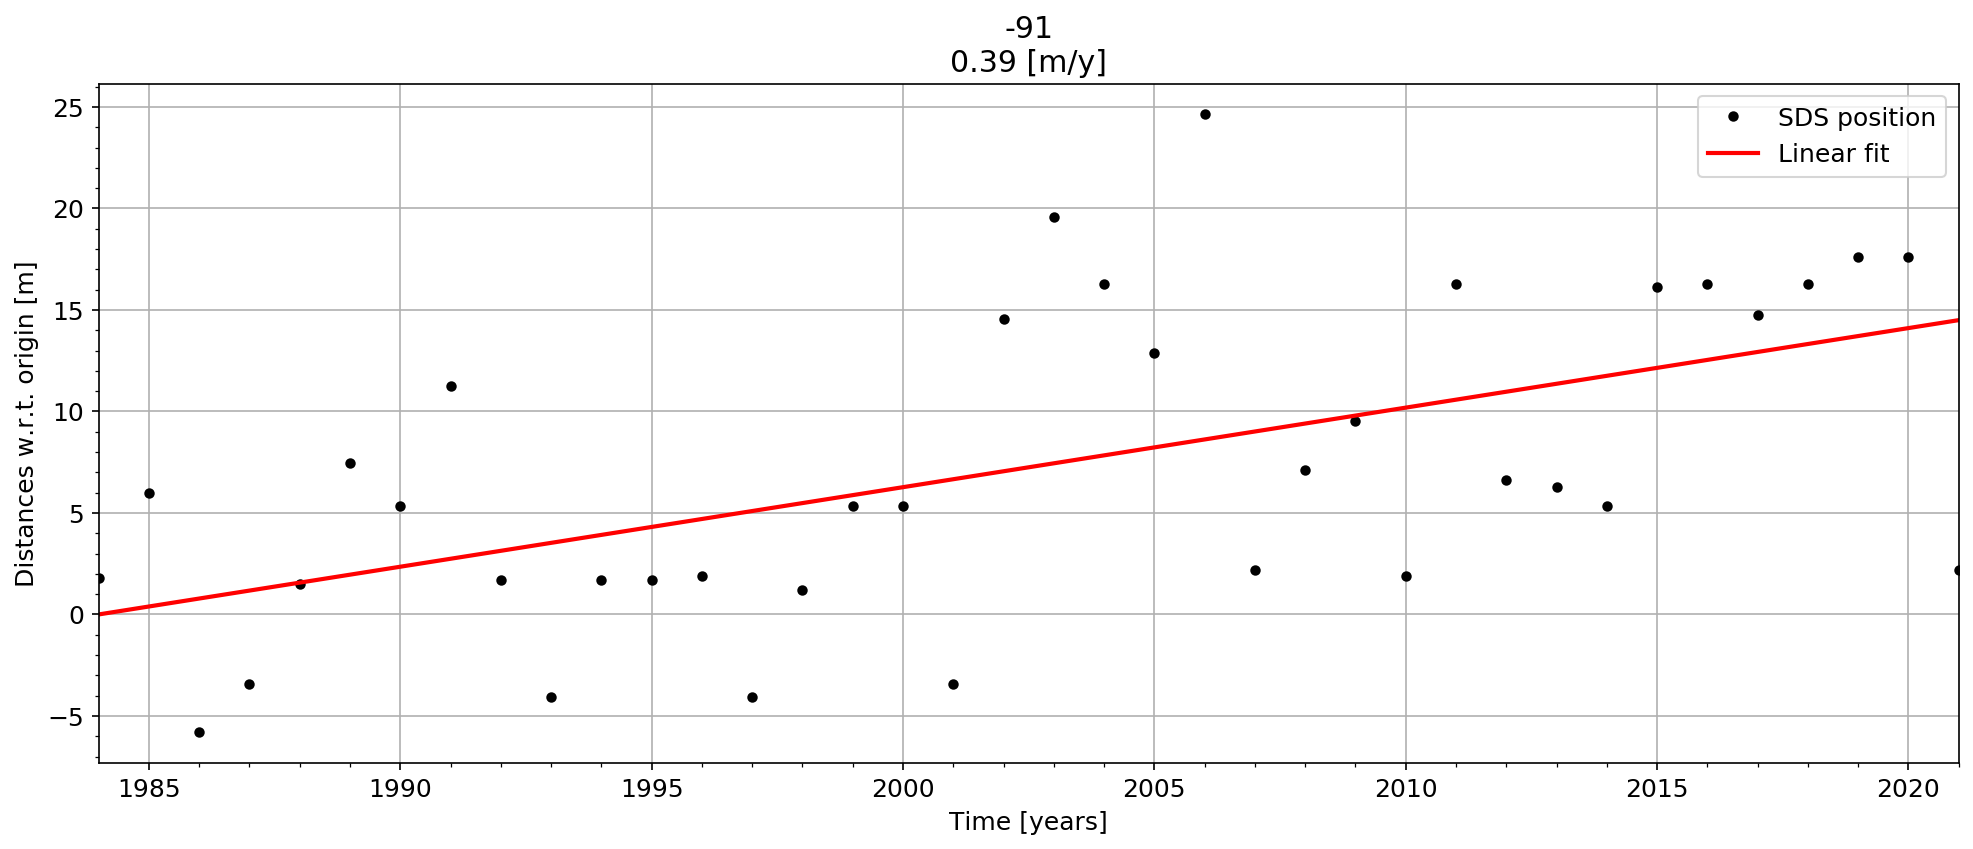 -91
0.39 [m/y]
SDS position
Linear fit
Distances w.r.t. origin [m]
25
20
15
10
5
0
−5
1985 1990 1995 2000 2005 2010 2015 2020
Time [years]